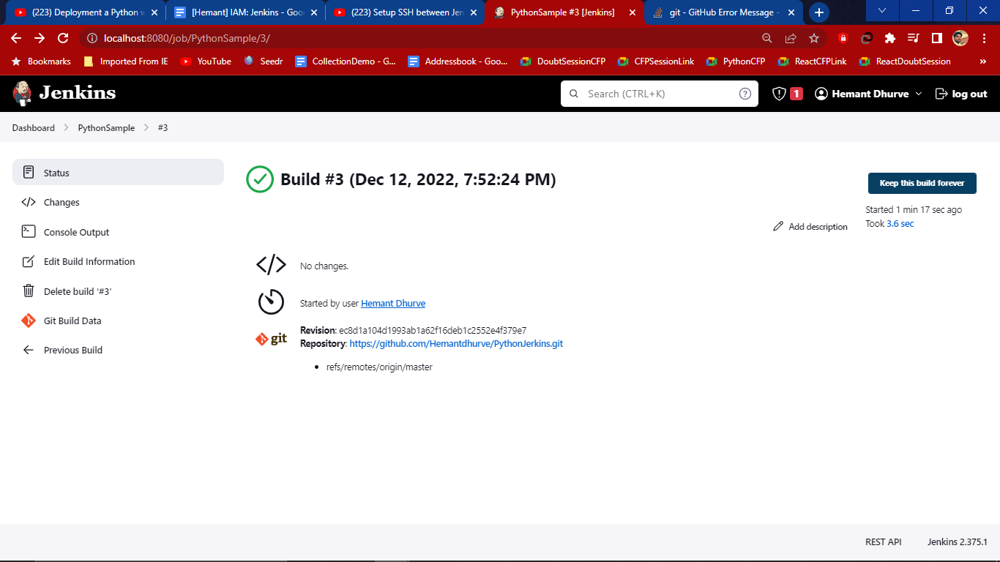 (223) Deployment a Python w
[Hemant] IAM: Jenkins - Goo
(223) Setup SSH between Jen
PythonSample #3 [Jenkins]
git - GitHub Error Message -
localhost:8080/job/PythonSample/3/
Bookmarks
Imported From IE
YouTube
Seedr
CollectionDemo - G...
Addressbook - Goo...
DoubtSessionCFP
CFPSessionLink
PythonCFP
ReactCFPLink
ReactDoubtSession
»
Jenkins
Search (CTRL+K)
1
Hemant Dhurve
log out
Dashboard
PythonSample
#3
Status
Changes
Console Output
Edit Build Information
Delete build ‘#3’
Git Build Data
Previous Build
Build #3 (Dec 12, 2022, 7:52:24 PM)
Keep this build forever
Started 1 min 17 sec ago
Took 3.6 sec
Add description
No changes.
Started by user Hemant Dhurve
git
Revision: ec8d1a104d1993ab1a62f16deb1c2552e4f379e7
Repository: https://github.com/Hemantdhurve/PythonJerkins.git
• refs/remotes/origin/master
REST API
Jenkins 2.375.1